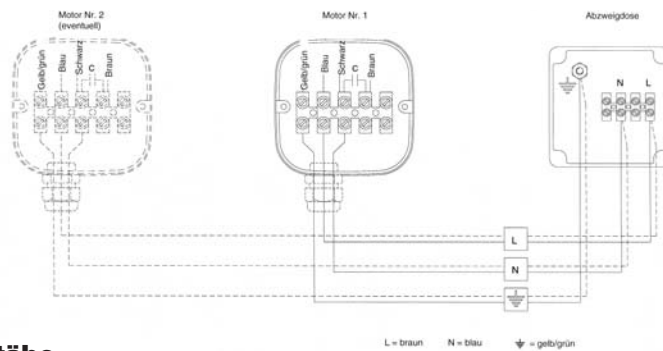 Motor Nr. 2
(eventuell)
Motor Nr. 1
Abzweigdose
Gelb/grün
Blau
Schwarz
C
Braun
Gelb/grün
Blau
Schwarz
C
Braun
N
L
L
N
L = braun
N = blau
= gelb/grün